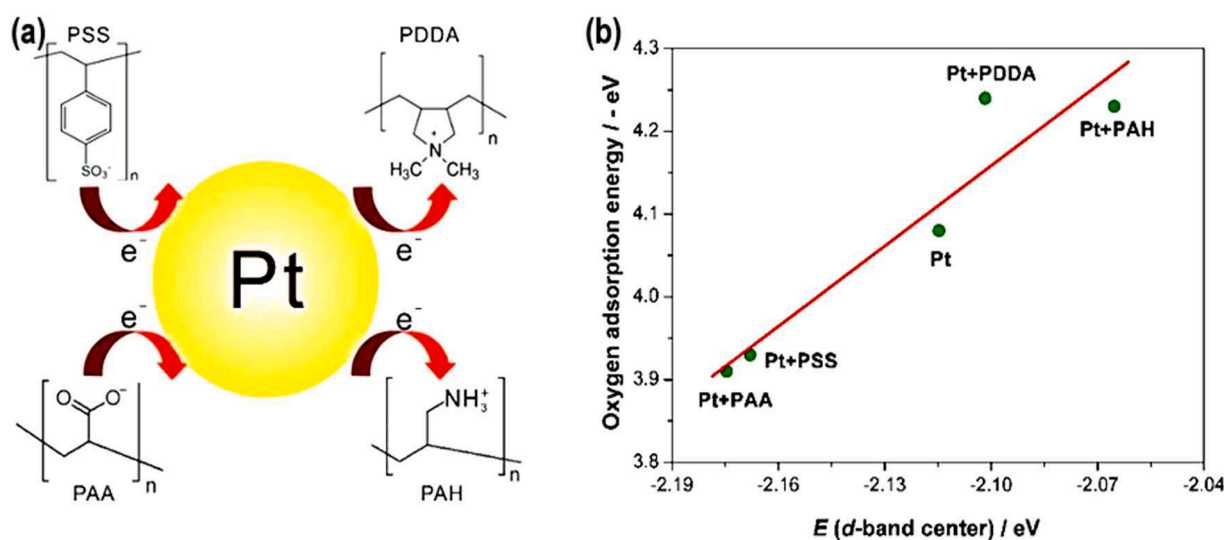 (a)
PSS
PDDA
n
SO₃⁻
n
N
+
H₃C
CH₃
e⁻
e⁻
Pt
e⁻
e⁻
O
O⁻
n
PAA
NH₃⁺
n
PAH
(b)
Oxygen adsorption energy / - eV
4.3
4.2
4.1
4.0
3.9
3.8
Pt+PDDA
Pt+PAH
Pt
Pt+PSS
Pt+PAA
-2.19
-2.16
-2.13
-2.10
-2.07
-2.04
E (d-band center) / eV